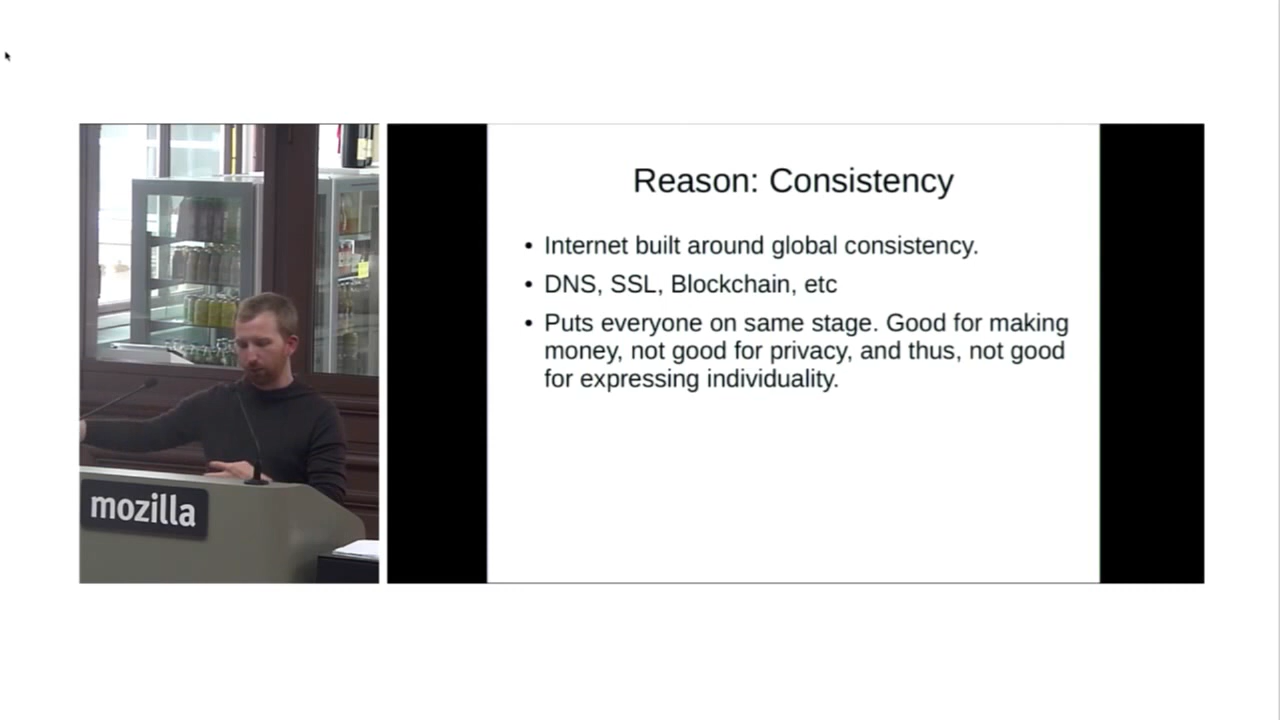 Reason: Consistency
• Internet built around global consistency.
• DNS, SSL, Blockchain, etc
• Puts everyone on same stage. Good for making
money, not good for privacy, and thus, not good
for expressing individuality.
mozilla